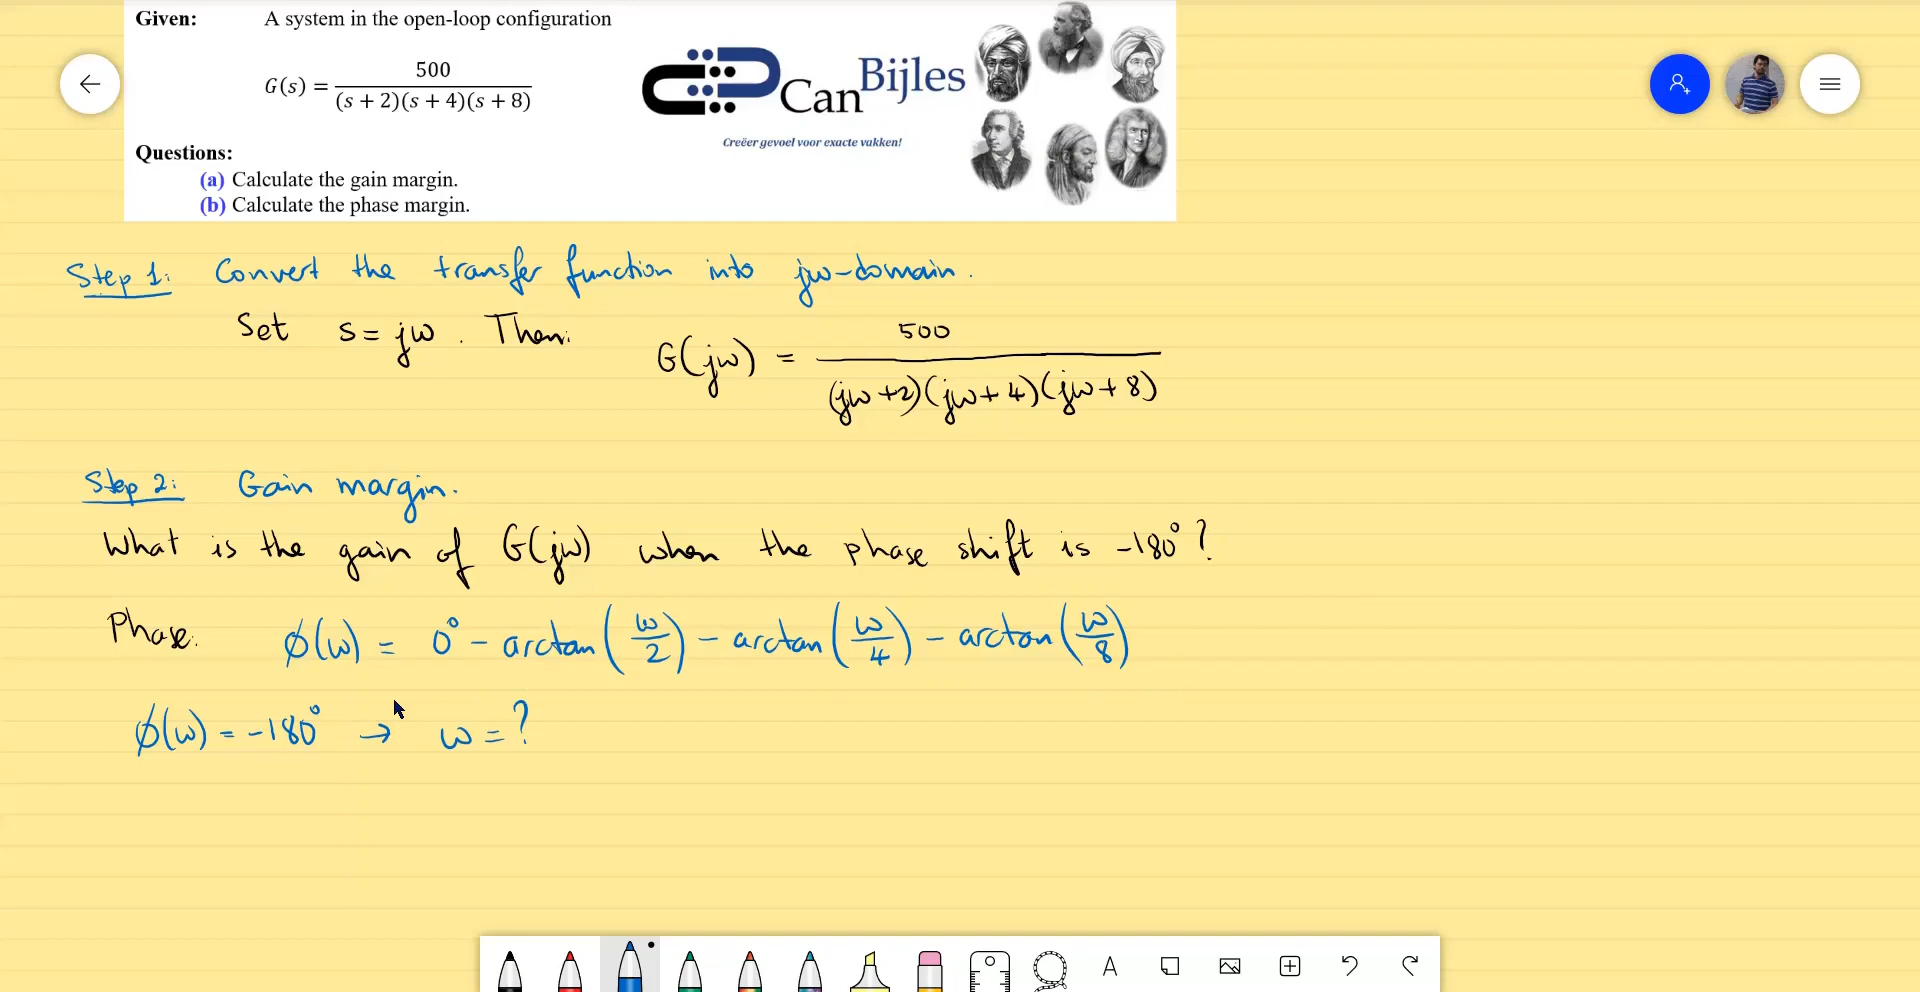 Given: A system in the open-loop configuration
G(s) = 500 / (s + 2)(s + 4)(s + 8)
CanBijles
Creëer gevoel voor exacte vakken!
Questions:
(a) Calculate the gain margin.
(b) Calculate the phase margin.
Step 1: Convert the transfer function into jω-domain.
Set s = jω. Then: G(jω) = 500 / (jω+2)(jω+4)(jω+8)
Step 2: Gain margin.
What is the gain of G(jω) when the phase shift is -180°?
Phase: ϕ(ω) = 0° - arctan(ω/2) - arctan(ω/4) - arctan(ω/8)
ϕ(ω) = -180° → ω = ?
A